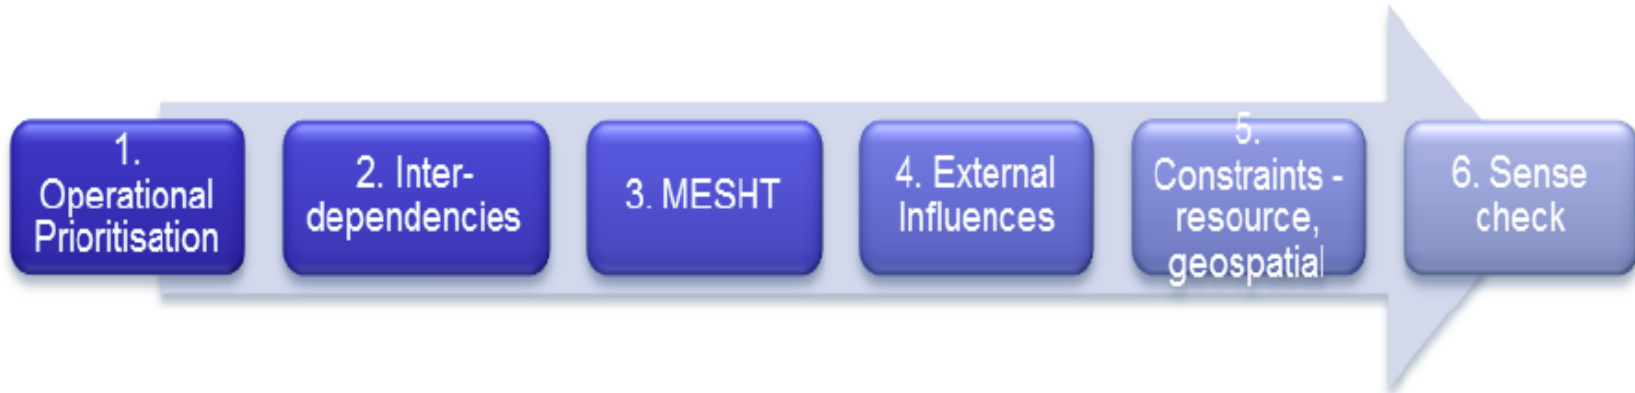 1.
Operational
Prioritisation
2. Inter-
dependencies
3. MESHT
4. External
Influences
5.
Constraints -
resource,
geospatial
6. Sense
check